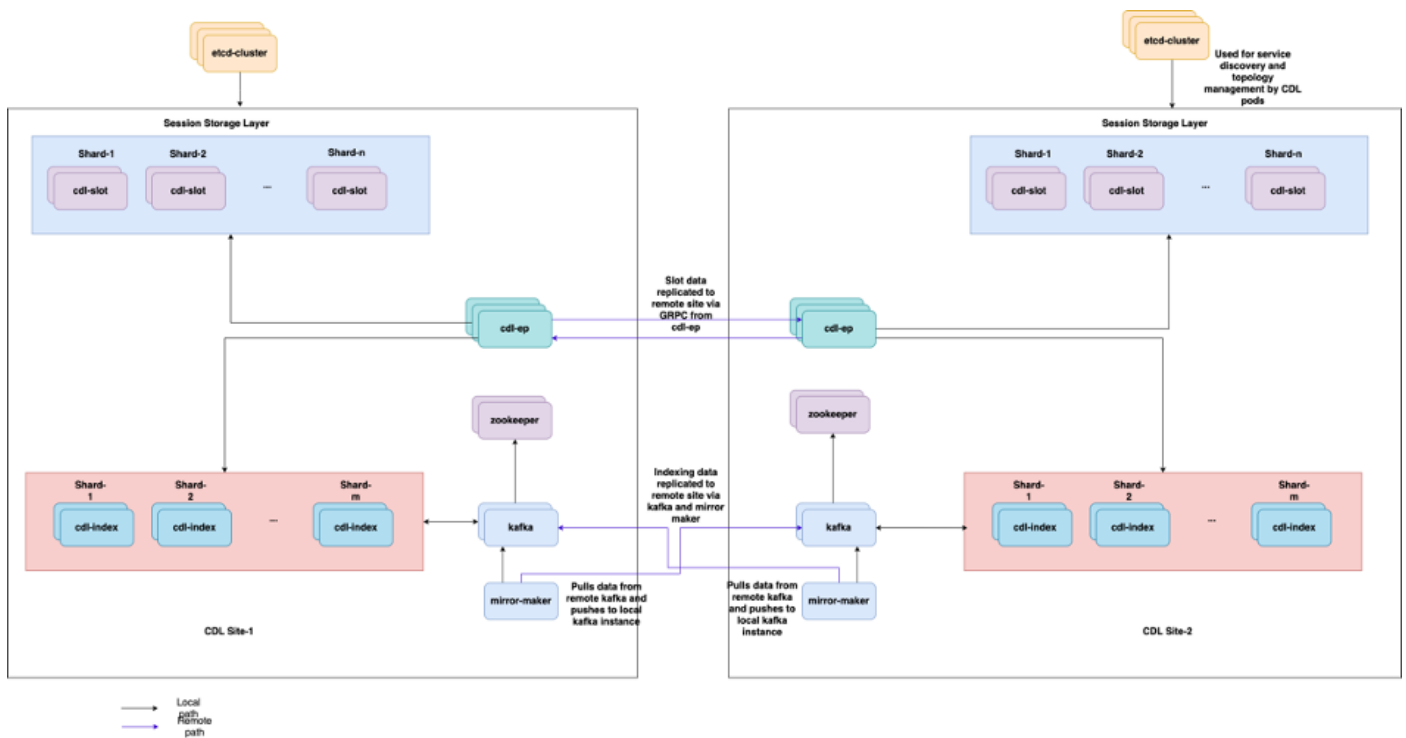 etcd-cluster
etcd-cluster
Used for service
discovery and
topology
management by CDL
pods
Session Storage Layer
Shard-1
Shard-2
Shard-n
cdl-slot
cdl-slot
...
cdl-slot
Session Storage Layer
Shard-1
Shard-2
Shard-n
cdl-slot
cdl-slot
...
cdl-slot
Slot data
replicated to
remote site via
GRPC from
cdl-ep
cdl-ep
cdl-ep
zookeeper
zookeeper
Indexing data
replicated to
remote site via
kafka and mirror
maker
Shard-
1
Shard-
2
Shard-
m
cdl-index
cdl-index
...
cdl-index
kafka
kafka
Shard-
1
Shard-
2
Shard-
m
cdl-index
cdl-index
...
cdl-index
mirror-maker
Pulls data from
remote kafka and
pushes to local
kafka instance
Pulls data from
remote kafka
and pushes to
local kafka
instance
mirror-maker
CDL Site-1
CDL Site-2
Local
path
Remote
path